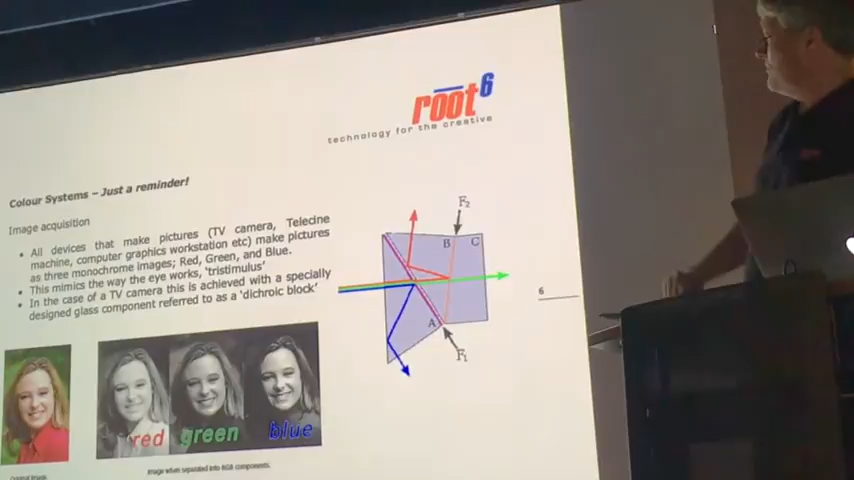 root6
technology for the creative
Colour Systems – Just a reminder!
Image acquisition
• All devices that make pictures (TV camera, Telecine
machine, computer graphics workstation etc) make pictures
as three monochrome images; Red, Green, and Blue.
• This mimics the way the eye works, 'tristimulus'
• In the case of a TV camera this is achieved with a specially
designed glass component referred to as a 'dichroic block'
F2
B
C
A
F1
6
red
green
blue
Image when separated into RGB components.